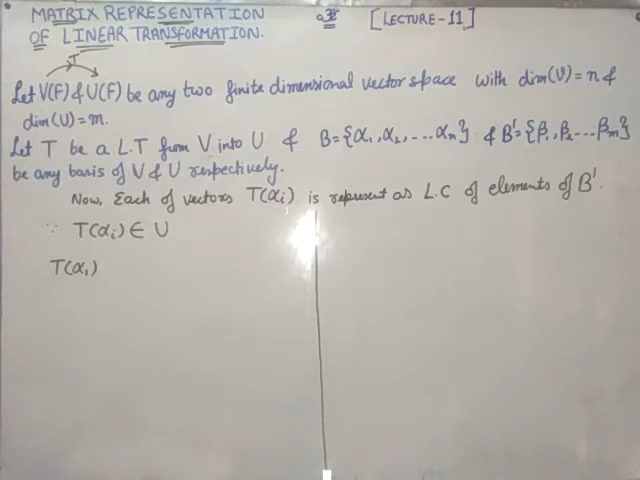 MATRIX REPRESENTATION
OF LINEAR TRANSFORMATION.
[LECTURE-11]
T
Let V(F) & U(F) be any two finite dimensional vector space with dim(V)=n &
dim(U)=m.
Let T be a L.T from V into U & B={α₁,α₂,...αₙ} & B'={β₁,β₂...βₘ}
be any basis of V & U respectively.
Now, Each of vectors T(αᵢ) is represent as L.C of elements of B'.
∵ T(αᵢ)∈ U
T(α₁)